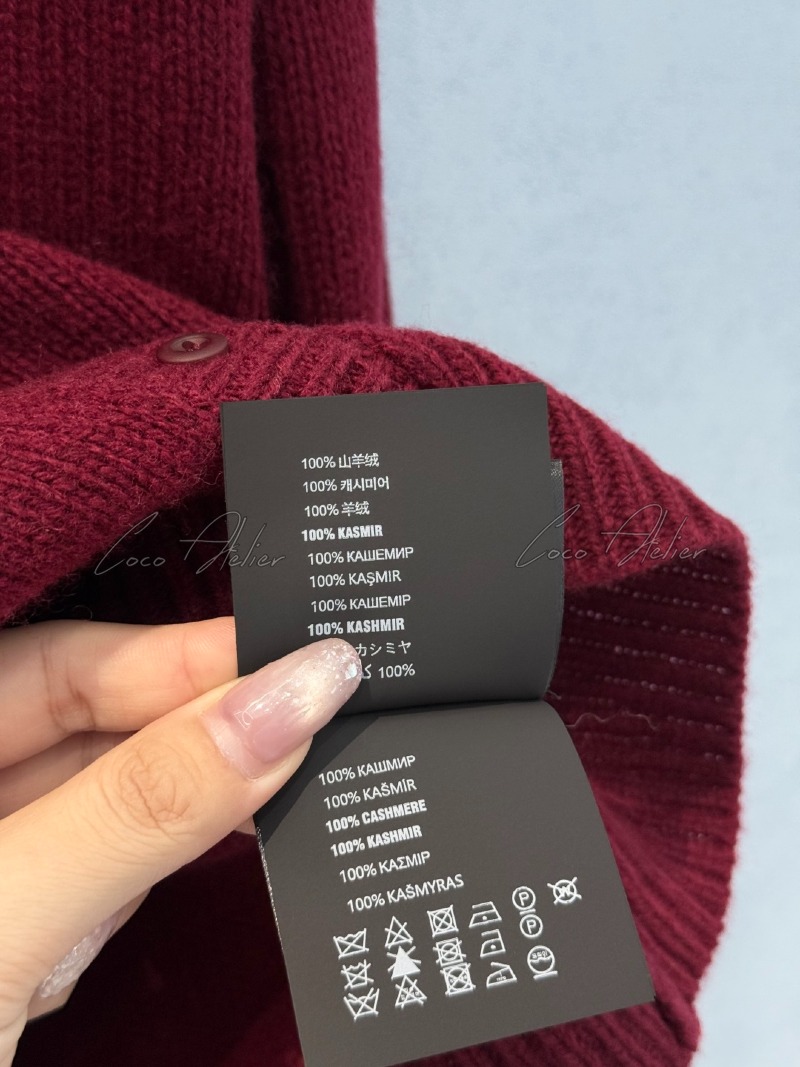 100% 山羊绒
100% 캐시미어
100% 羊绒
100% KASMIR
100% КАШЕМИР
100% KAŞMIR
100% КАШЕМІР
100% KASHMIR
カシミヤ
100%
Coco Atelier
Coco Atelier
100% КАШМИР
100% KAŠMÍR
100% CASHMERE
100% KASHMIR
100% ΚΑΣΜΙΡ
100% KAŠMYRAS
P
W
P